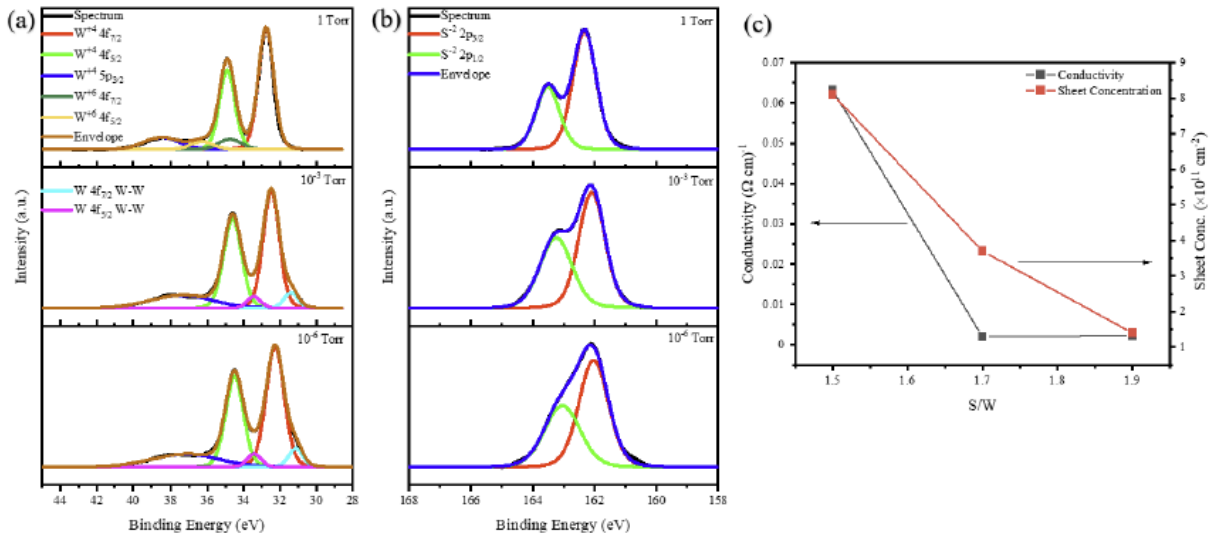 (a)
1 Torr
Spectrum
W⁺⁴ 4f₇/₂
W⁺⁴ 4f₅/₂
W⁺⁴ 5p₃/₂
W⁺⁶ 4f₇/₂
W⁺⁶ 4f₅/₂
Envelope
10⁻³ Torr
W 4f₇/₂ W-W
W 4f₅/₂ W-W
10⁻⁶ Torr
Intensity (a.u.)
44 42 40 38 36 34 32 30 28
Binding Energy (eV)
(b)
1 Torr
Spectrum
S⁻² 2p₃/₂
S⁻² 2p₁/₂
Envelope
10⁻³ Torr
10⁻⁶ Torr
Intensity (a.u.)
168 166 164 162 160 158
Binding Energy (eV)
(c)
Conductivity
Sheet Concentration
0.07
0.06
0.05
0.04
0.03
0.02
0.01
0
Conductivity (Ω cm)⁻¹
9
8
7
6
5
4
3
2
1
Sheet Conc. (×10¹¹ cm⁻²)
1.5 1.6 1.7 1.8 1.9
S/W